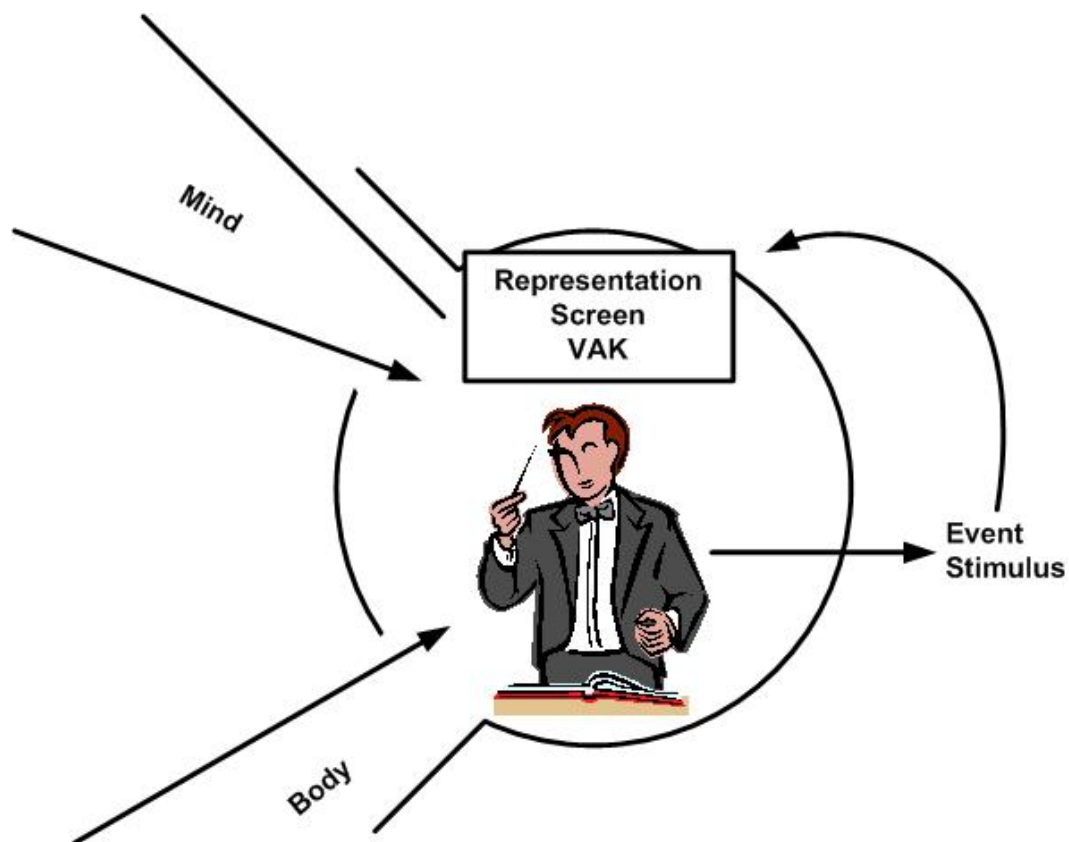 Mind
Representation
Screen
VAK
Event
Stimulus
Body